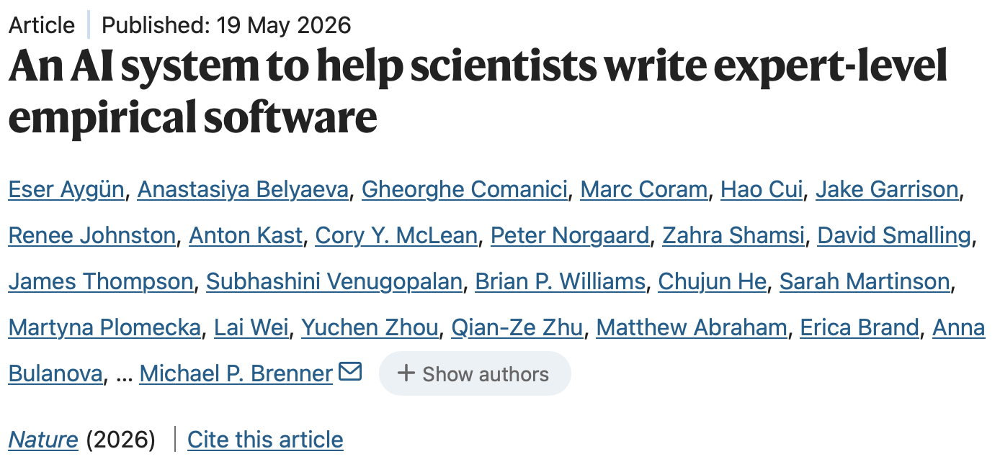 Article | Published: 19 May 2026
An AI system to help scientists write expert-level
empirical software
Eser Aygün, Anastasiya Belyaeva, Gheorghe Comanici, Marc Coram, Hao Cui, Jake Garrison,
Renee Johnston, Anton Kast, Cory Y. McLean, Peter Norgaard, Zahra Shamsi, David Smalling,
James Thompson, Subhashini Venugopalan, Brian P. Williams, Chujun He, Sarah Martinson,
Martyna Plomecka, Lai Wei, Yuchen Zhou, Qian-Ze Zhu, Matthew Abraham, Erica Brand, Anna
Bulanova, ... Michael P. Brenner + Show authors
Nature (2026) | Cite this article